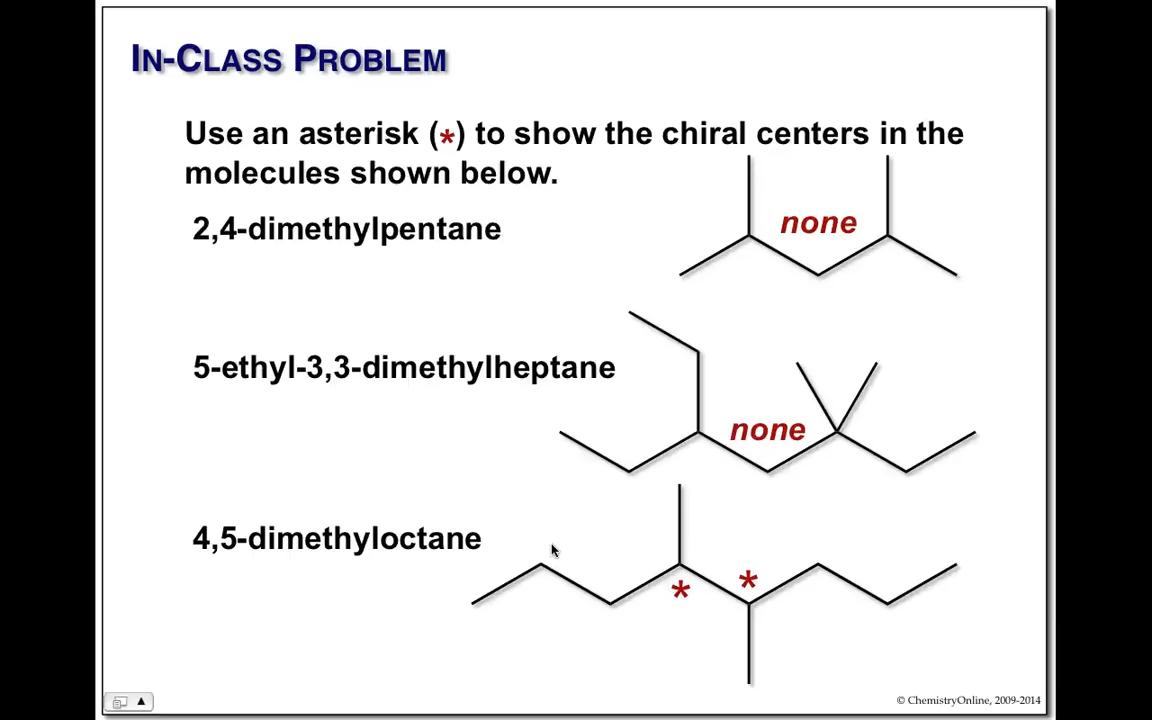 IN-CLASS PROBLEM
Use an asterisk (*) to show the chiral centers in the
molecules shown below.
2,4-dimethylpentane
none
5-ethyl-3,3-dimethylheptane
none
4,5-dimethyloctane
* *
© ChemistryOnline, 2009-2014